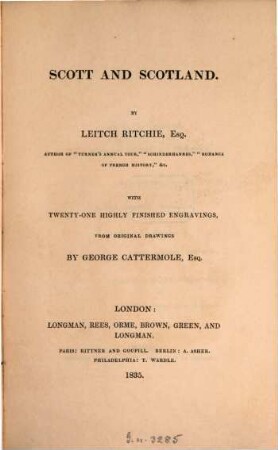 SCOTT AND SCOTLAND.
BY
LEITCH RITCHIE, Esq.
AUTHOR OF "TURNER'S ANNUAL TOUR," "SCHINDERHANNES," "ROMANCE
OF FRENCH HISTORY," &c.
WITH
TWENTY-ONE HIGHLY FINISHED ENGRAVINGS,
FROM ORIGINAL DRAWINGS
BY GEORGE CATTERMOLE, Esq.
LONDON:
LONGMAN, REES, ORME, BROWN, GREEN, AND
LONGMAN.
PARIS: RITTNER AND GOUPILL. BERLIN: A. ASHER.
PHILADELPHIA: T. WARDLE.
1835.